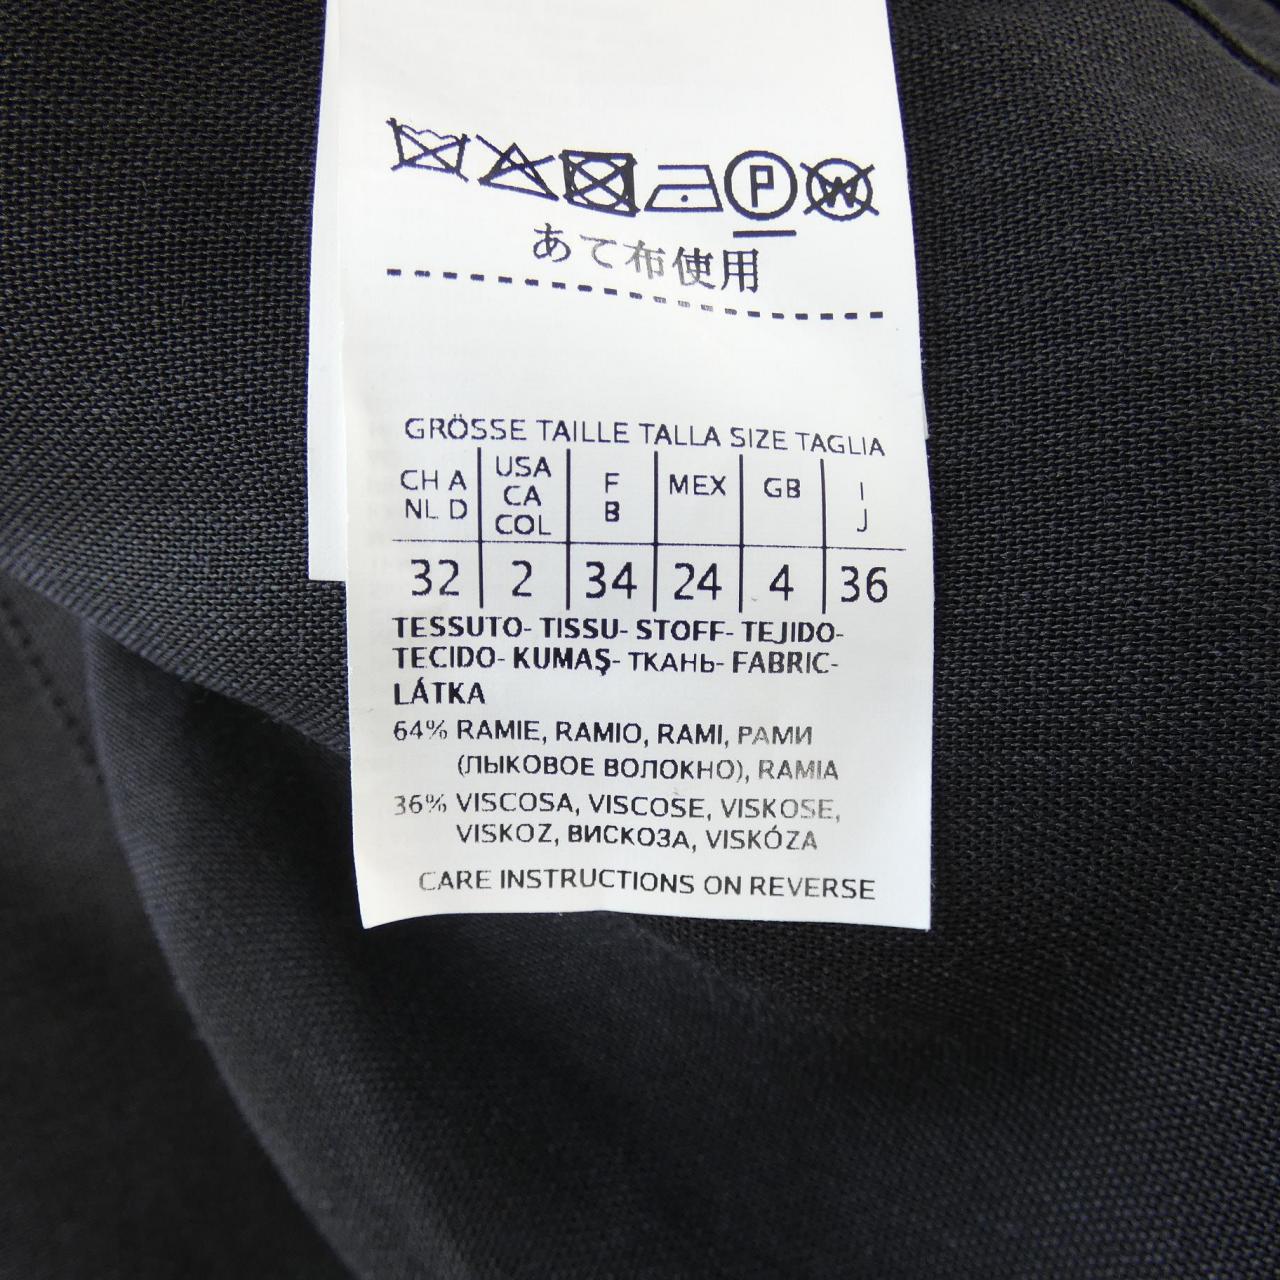 P W
あて布使用
GRÖSSE TAILLE TALLA SIZE TAGLIA
CH A NL D USA CA COL F B MEX GB I J
32 2 34 24 4 36
TESSUTO- TISSU- STOFF- TEJIDO-
TECIDO- KUMAŞ- ТКАНЬ- FABRIC-
LÁTKA
64% RAMIE, RAMIO, RAMI, РАМИ
(ЛЫКОВОЕ ВОЛОКНО), RAMIA
36% VISCOSA, VISCOSE, VISKOSE,
VISKOZ, ВИСКОЗА, VISKÓZA
CARE INSTRUCTIONS ON REVERSE